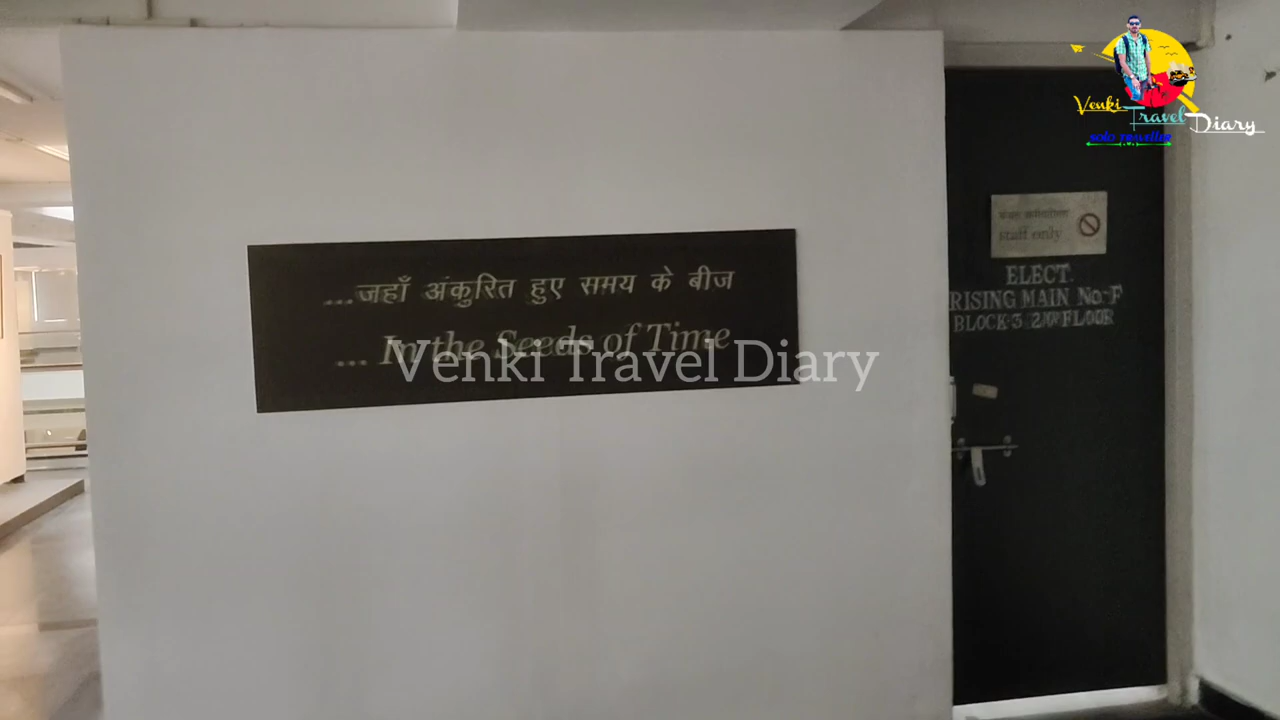 ...जहाँ अंकुरित हुए समय के बीज
... In the Seeds of Time
Venki Travel Diary
Venki Travel Diary
SOLO TRAVELLER
staff only
ELECT.
RISING MAIN No-F
BLOCK-3 FLOOR